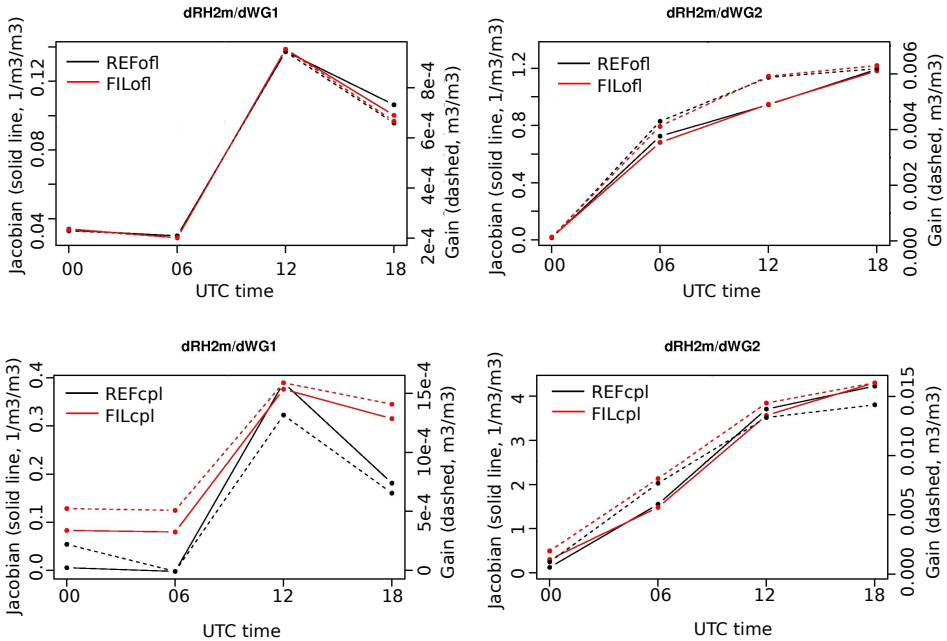 dRH2m/dWG1
Jacobian (solid line, 1/m3/m3)
0.04
0.08
0.12
REFofl
FILofl
2e-4
4e-4
6e-4
8e-4
Gain (dashed, m3/m3)
00
06
12
18
UTC time
dRH2m/dWG2
Jacobian (solid line, 1/m3/m3)
0.0
0.4
0.8
1.2
REFofl
FILofl
0.000
0.002
0.004
0.006
Gain (dashed, m3/m3)
00
06
12
18
UTC time
dRH2m/dWG1
Jacobian (solid line, 1/m3/m3)
0.0
0.1
0.2
0.3
0.4
REFcpl
FILcpl
0
5e-4
10e-4
15e-4
Gain (dashed, m3/m3)
00
06
12
18
UTC time
dRH2m/dWG2
Jacobian (solid line, 1/m3/m3)
0
1
2
3
4
REFcpl
FILcpl
0.000
0.005
0.010
0.015
Gain (dashed, m3/m3)
00
06
12
18
UTC time